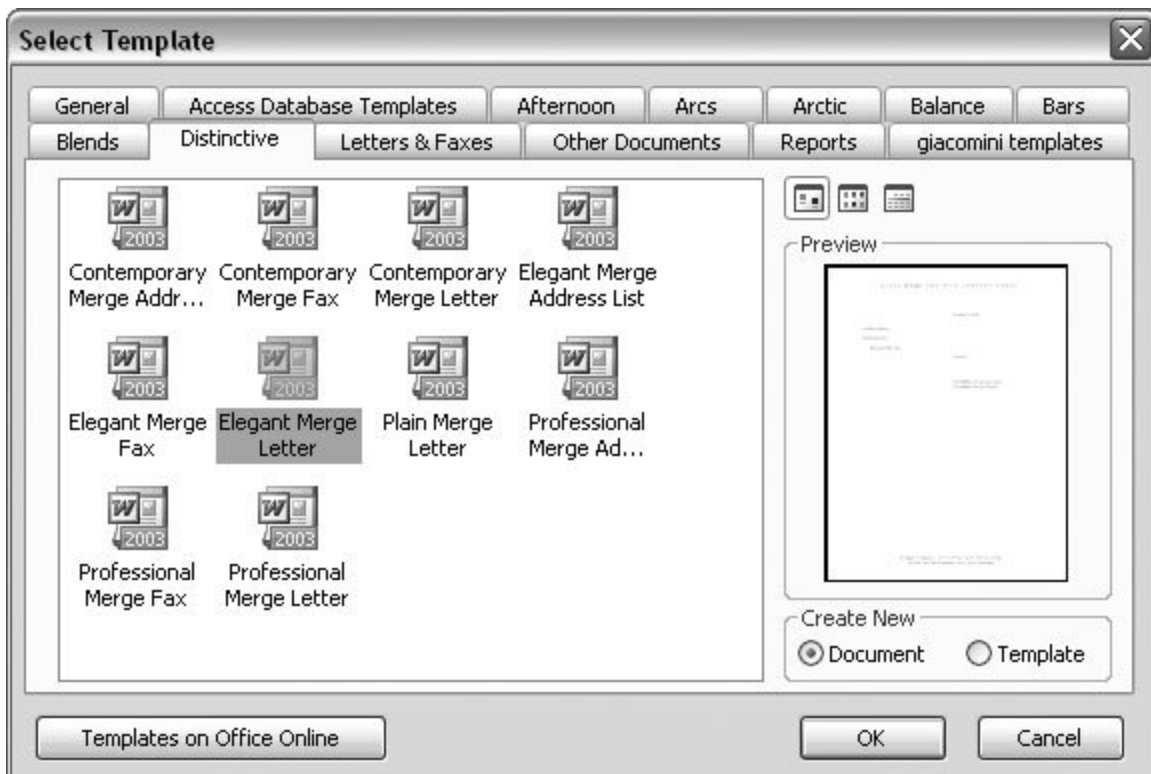 Select Template
General Access Database Templates Afternoon Arcs Arctic Balance Bars
Blends Distinctive Letters & Faxes Other Documents Reports giacomini templates
W 2003 W 2003 W 2003 W 2003
Contemporary Contemporary Contemporary Elegant Merge
Merge Addr... Merge Fax Merge Letter Address List
W 2003 W 2003 W 2003 W 2003
Elegant Merge Elegant Merge Plain Merge Professional
Fax Letter Letter Merge Ad...
W 2003 W 2003
Professional Professional
Merge Fax Merge Letter
Preview
Create New
Document Template
Templates on Office Online OK Cancel